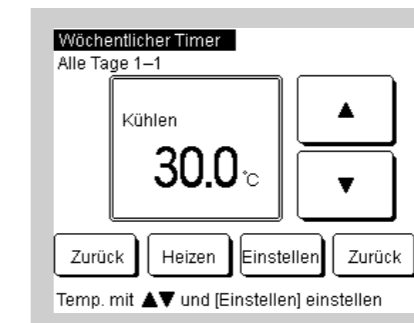 Wöchentlicher Timer
Alle Tage 1–1
Kühlen
30.0 °C
▲
▼
Zurück Heizen Einstellen Zurück
Temp. mit ▲▼ und [Einstellen] einstellen